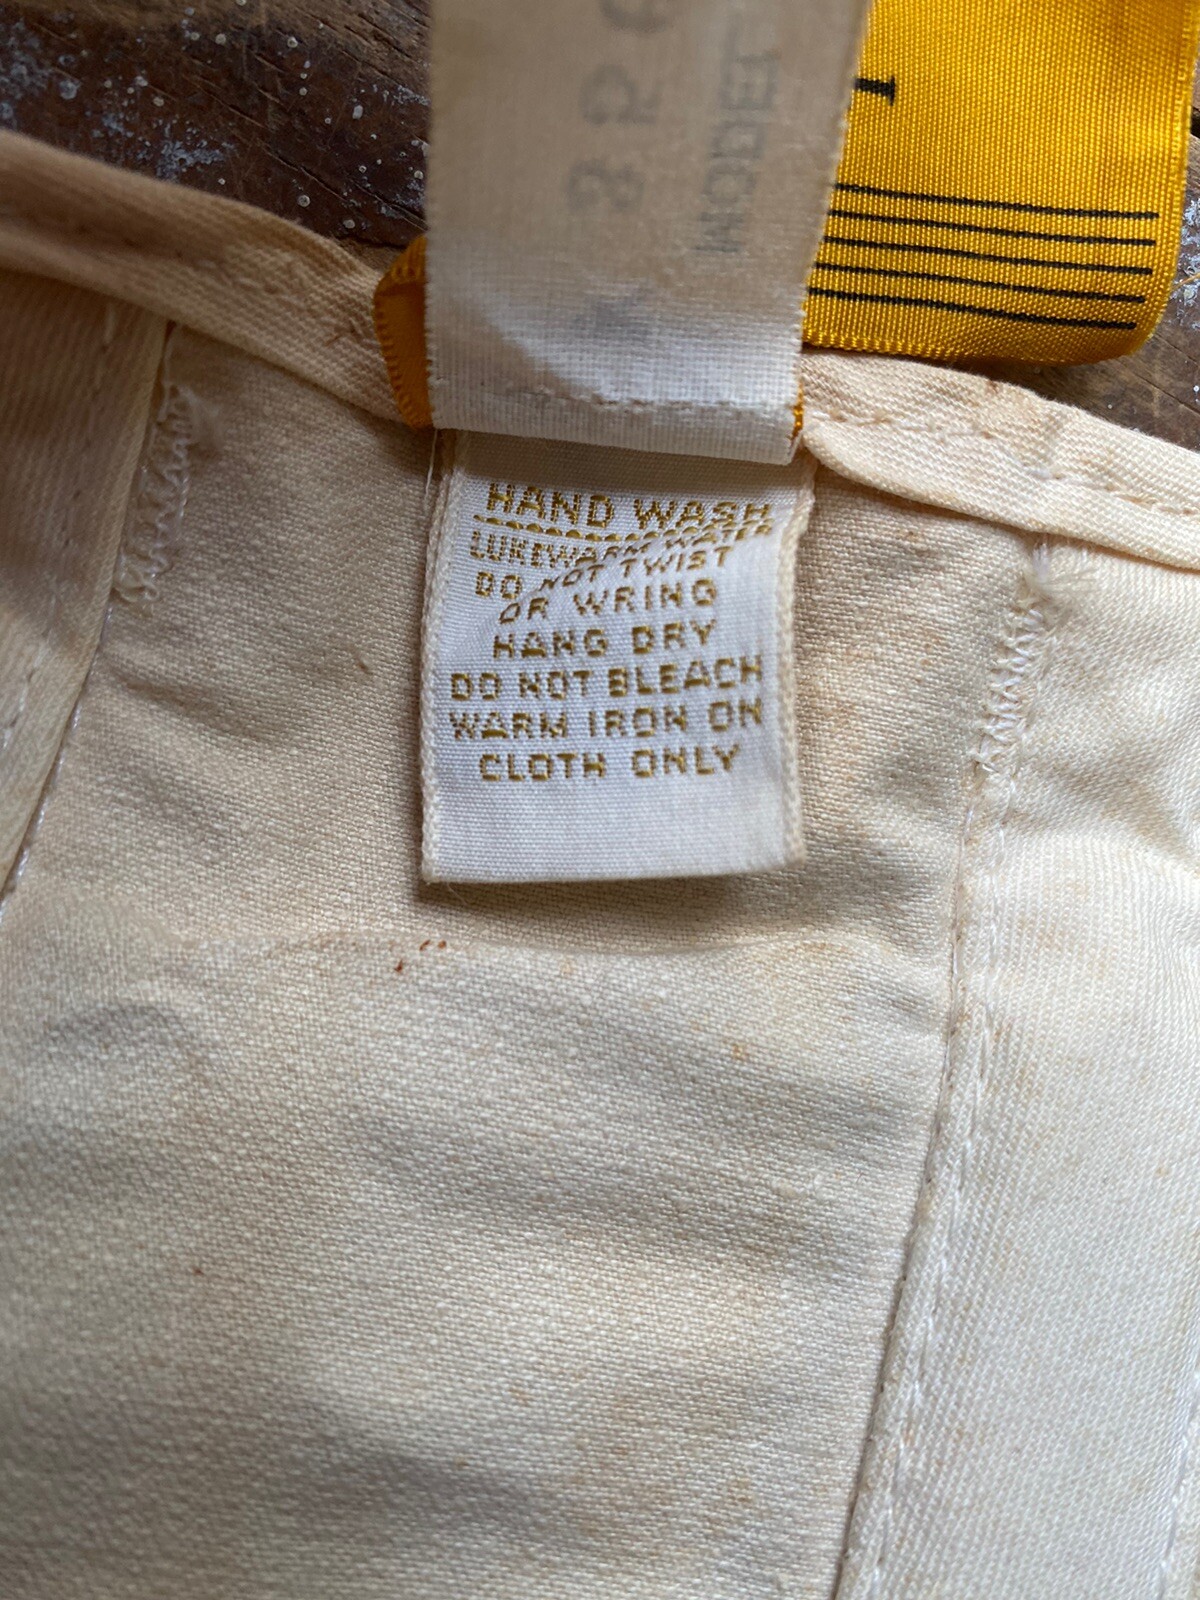 MODEL
HAND WASH
LUKEWARM WATER
DO NOT TWIST
OR WRING
HANG DRY
DO NOT BLEACH
WARM IRON ON
CLOTH ONLY